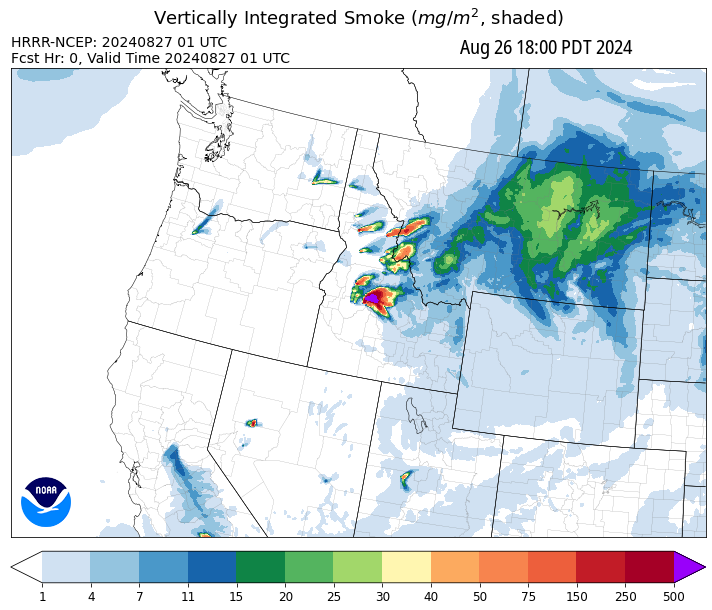 Vertically Integrated Smoke (mg/m², shaded)
HRRR-NCEP: 20240827 01 UTC
Aug 26 18:00 PDT 2024
Fcst Hr: 0, Valid Time 20240827 01 UTC
NOAA
1 4 7 11 15 20 25 30 40 50 75 150 250 500